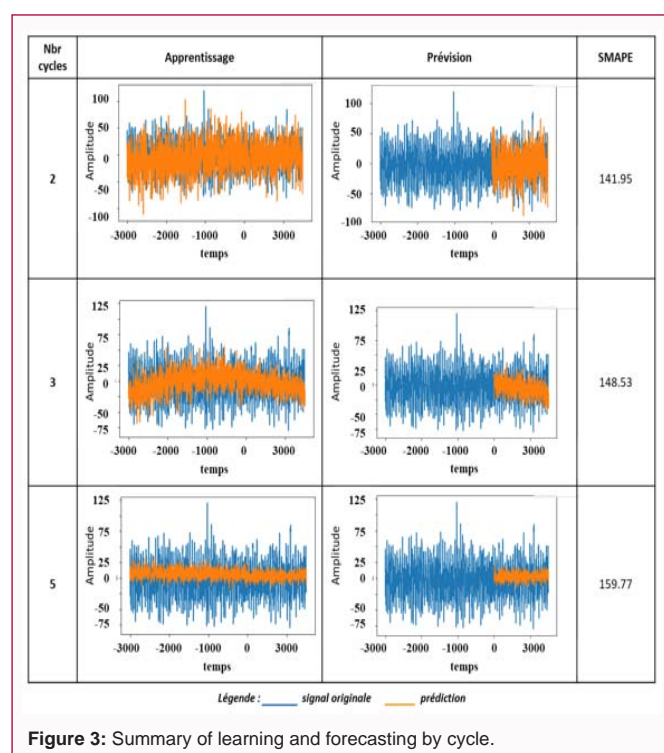 Nbr cycles Apprentissage Prévision SMAPE
2
Amplitude
100
50
0
-50
-100
-3000 -2000 -1000 0 3000
temps
Amplitude
100
50
0
-50
-100
-3000 -2000 -1000 0 3000
temps
141.95
3
Amplitude
125
75
25
0
-50
-75
-3000 -2000 -1000 0 3000
temps
Amplitude
125
75
25
0
-50
-75
-3000 -2000 -1000 0 3000
temps
148.53
5
Amplitude
125
75
25
0
-50
-75
-3000 -2000 -1000 0 3000
temps
Amplitude
125
75
25
0
-50
-75
-3000 -2000 -1000 0 3000
temps
159.77
Légende : signal originale prédiction
Figure 3: Summary of learning and forecasting by cycle.